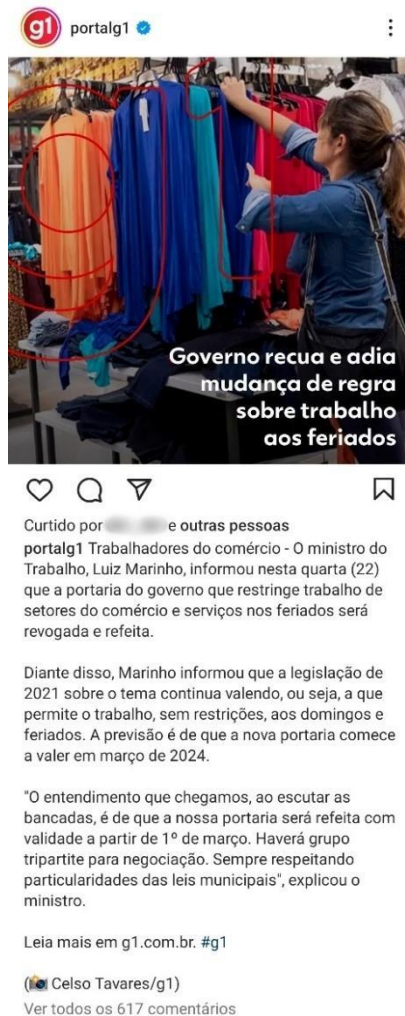 g1 portalg1
Governo recua e adia
mudança de regra
sobre trabalho
aos feriados
Curtido por e outras pessoas
portalg1 Trabalhadores do comércio - O ministro do
Trabalho, Luiz Marinho, informou nesta quarta (22)
que a portaria do governo que restringe trabalho de
setores do comércio e serviços nos feriados será
revogada e refeita.
Diante disso, Marinho informou que a legislação de
2021 sobre o tema continua valendo, ou seja, a que
permite o trabalho, sem restrições, aos domingos e
feriados. A previsão é de que a nova portaria comece
a valer em março de 2024.
"O entendimento que chegamos, ao escutar as
bancadas, é de que a nossa portaria será refeita com
validade a partir de 1º de março. Haverá grupo
tripartite para negociação. Sempre respeitando
particularidades das leis municipais", explicou o
ministro.
Leia mais em g1.com.br. #g1
(📸 Celso Tavares/g1)
Ver todos os 617 comentários